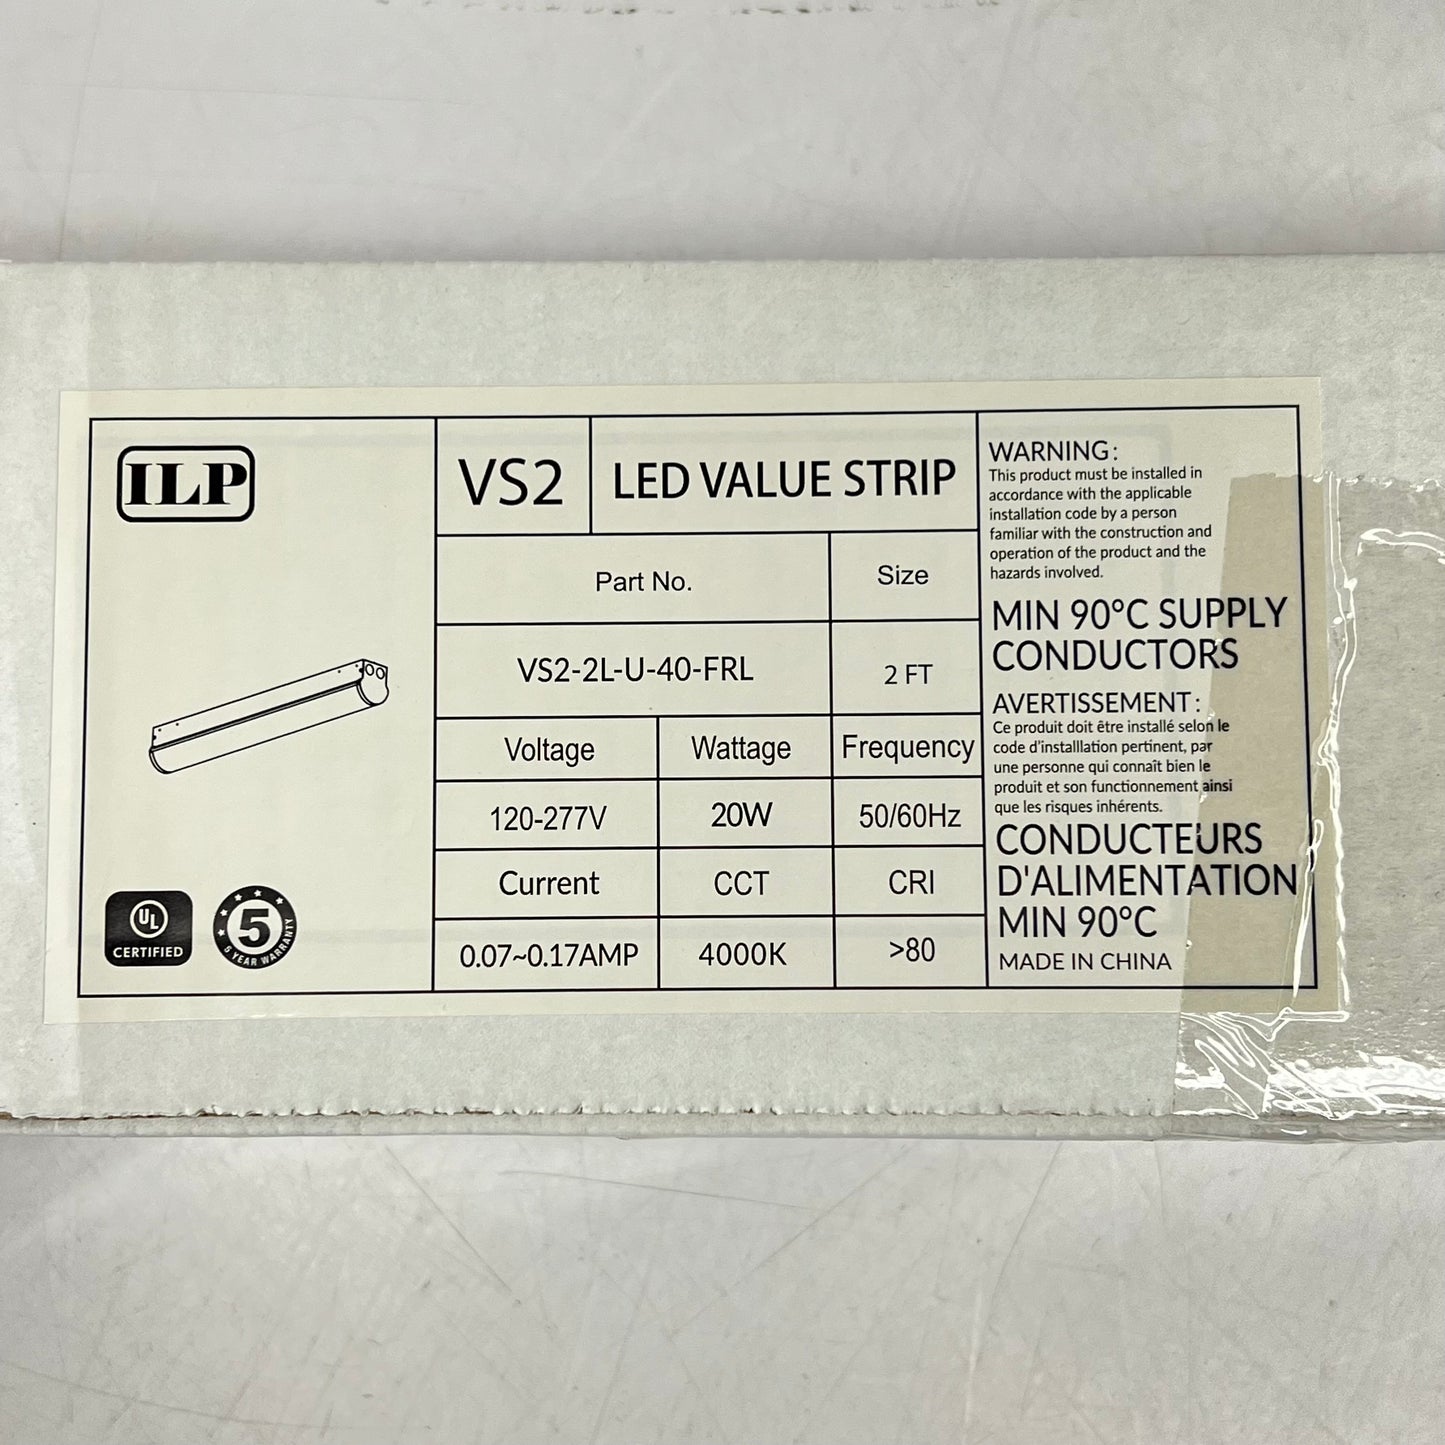 ILP
VS2
LED VALUE STRIP
Part No.
Size
VS2-2L-U-40-FRL
2 FT
Voltage
Wattage
Frequency
120-277V
20W
50/60Hz
Current
CCT
CRI
0.07~0.17AMP
4000K
>80
UL
CERTIFIED
5
5 YEAR WARRANTY
WARNING:
This product must be installed in
accordance with the applicable
installation code by a person
familiar with the construction and
operation of the product and the
hazards involved.
MIN 90°C SUPPLY
CONDUCTORS
AVERTISSEMENT:
Ce produit doit être installé selon le
code d'installlation pertinent, par
une personne qui connaît bien le
produit et son functionnement ainsi
que les risques inhérents.
CONDUCTEURS
D'ALIMENTATION
MIN 90°C
MADE IN CHINA